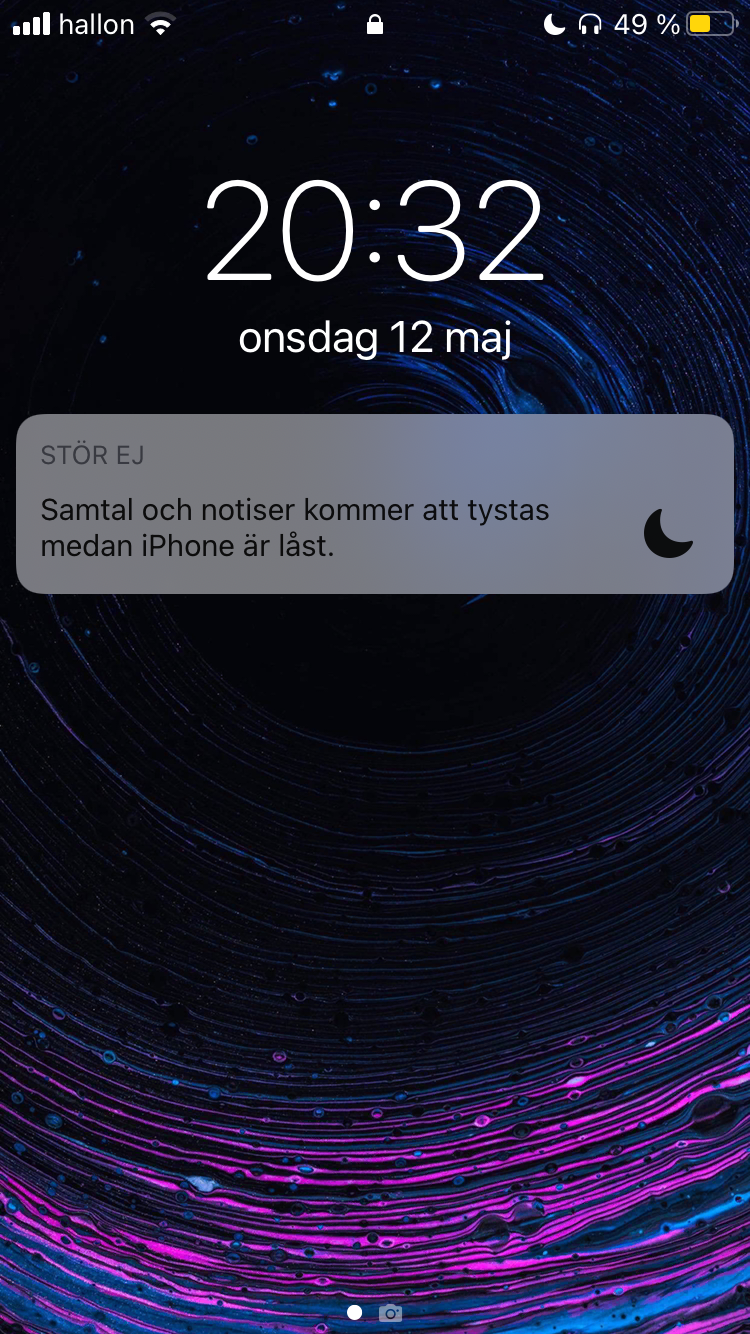 hallon 49 %
20:32
onsdag 12 maj
STÖR EJ
Samtal och notiser kommer att tystas
medan iPhone är låst.